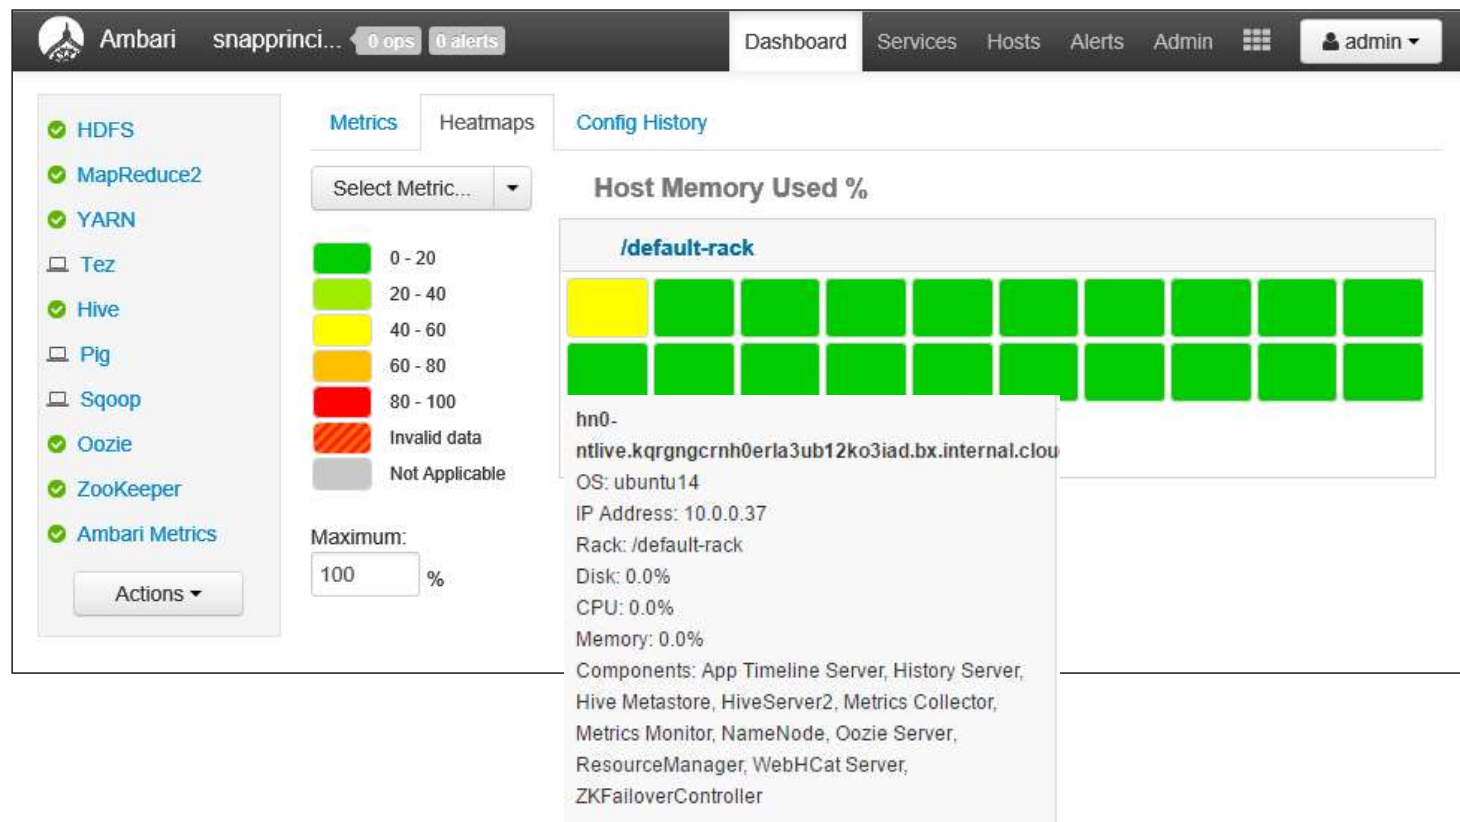 Ambari snapprinci... 0 ops 0 alerts Dashboard Services Hosts Alerts Admin admin
HDFS
MapReduce2
YARN
Tez
Hive
Pig
Sqoop
Oozie
ZooKeeper
Ambari Metrics
Actions
Metrics Heatmaps Config History
Select Metric...
0 - 20
20 - 40
40 - 60
60 - 80
80 - 100
Invalid data
Not Applicable
Maximum:
100 %
Host Memory Used %
/default-rack
hn0-
ntlive.kqrgngcrnh0erla3ub12ko3iad.bx.internal.clou
OS: ubuntu14
IP Address: 10.0.0.37
Rack: /default-rack
Disk: 0.0%
CPU: 0.0%
Memory: 0.0%
Components: App Timeline Server, History Server,
Hive Metastore, HiveServer2, Metrics Collector,
Metrics Monitor, NameNode, Oozie Server,
ResourceManager, WebHCat Server,
ZKFailoverController